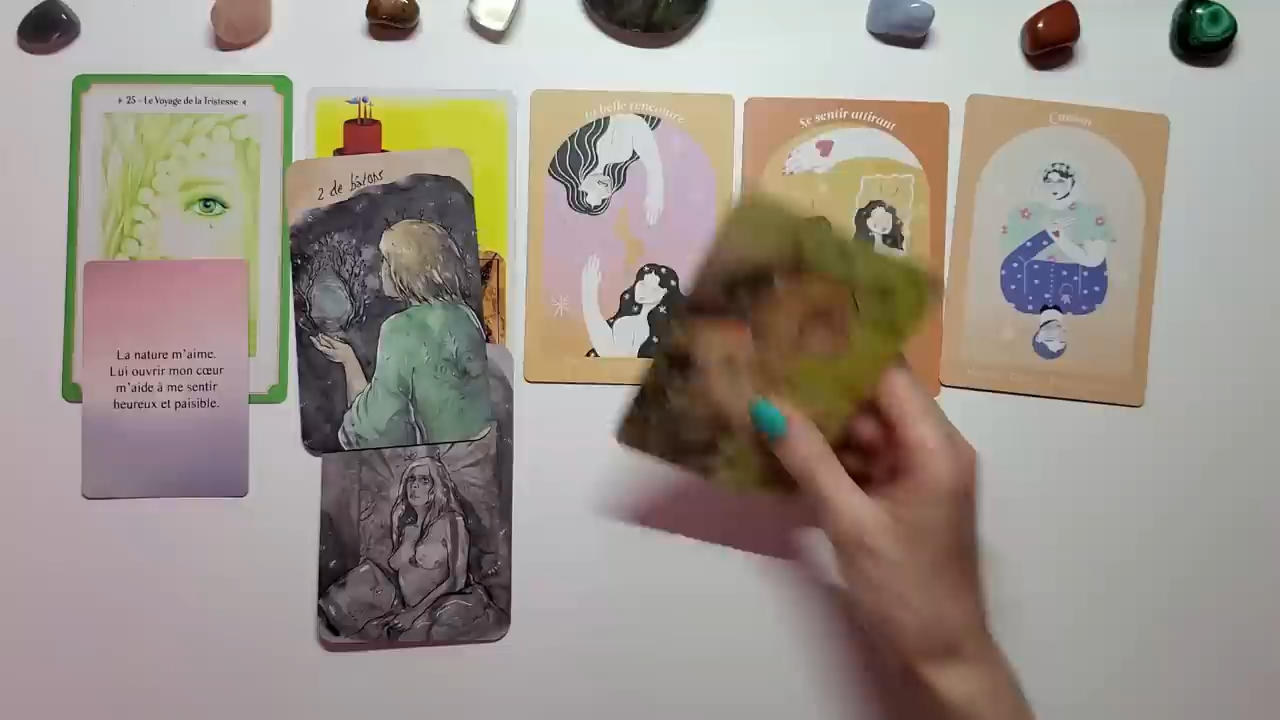 25 - Le Voyage de la Tristesse
La nature m'aime.
Lui ouvrir mon cœur
m'aide à me sentir
heureux et paisible.
2 de bâtons
La belle rencontre
Se sentir attirant